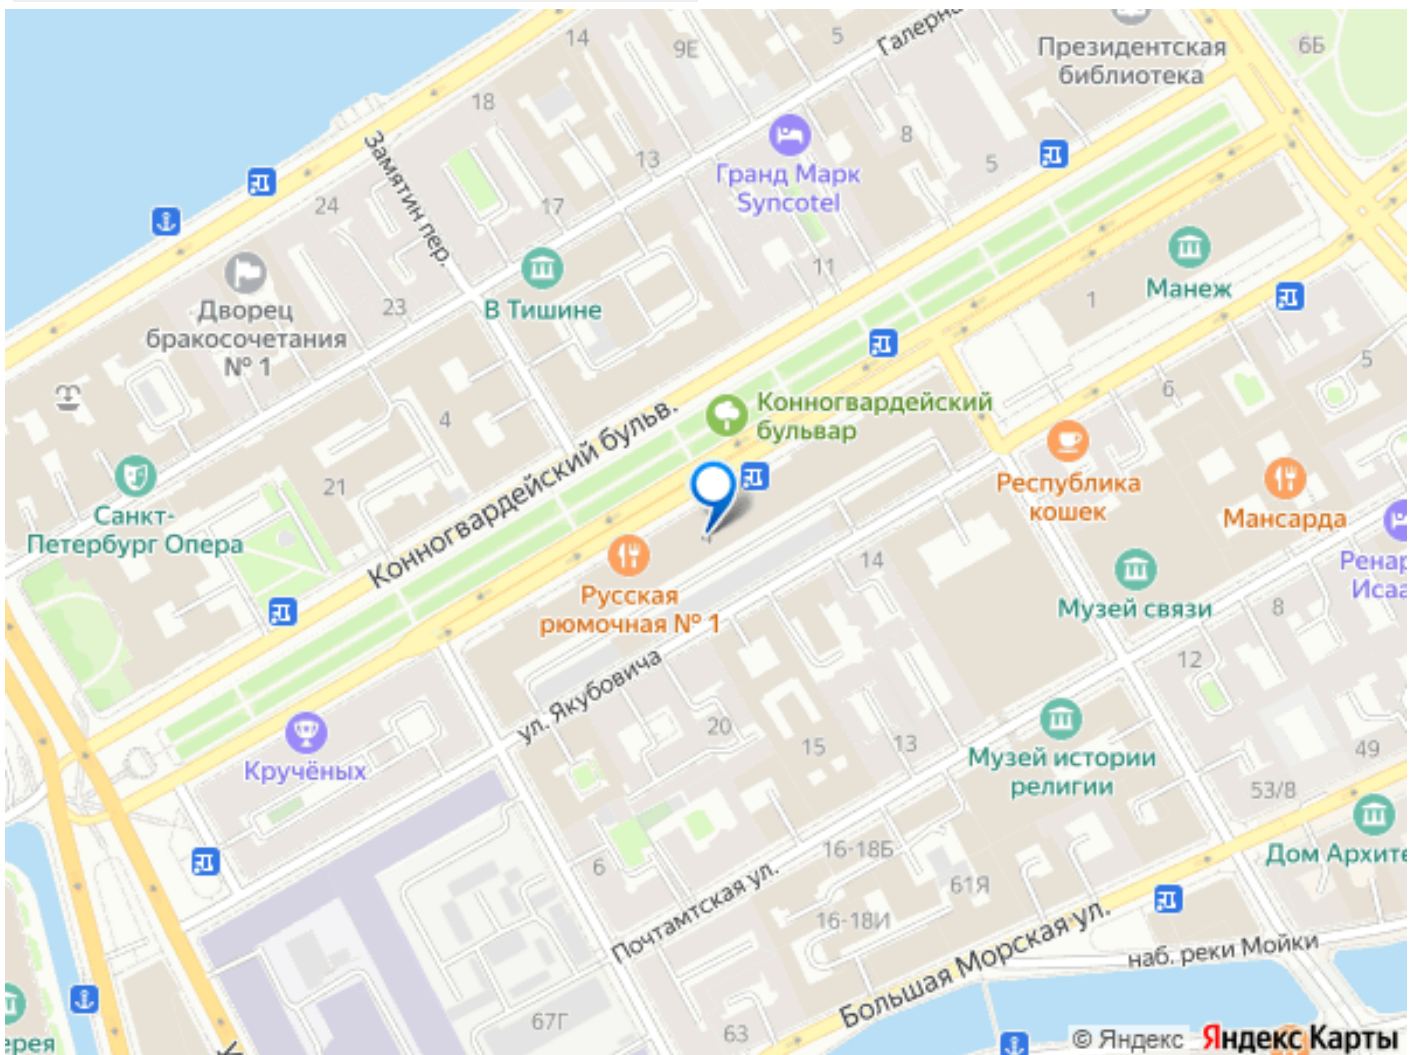 14
9Е
5
Галерна
Президентская
библиотека
6Б
18
Замятин пер.
13
8
5
Гранд Марк
Syncotel
24
17
В Тишине
11
Манеж
1
Дворец
бракосочетания
№ 1
23
4
5
6
Конногвардейский
бульвар
Конногвардейский бульв.
21
Санкт-
Петербург Опера
Республика
кошек
Мансарда
Ренар
Исаа
Русская
рюмочная № 1
14
Музей связи
8
12
ул. Якубовича
20
15
13
Кручёных
Музей истории
религии
49
53/8
Дом Архите
6
16-18Б
61Я
16-18И
Почтамтская ул.
Большая Морская ул.
наб. реки Мойки
67Г
63
ерея
© Яндекс Яндекс Карты